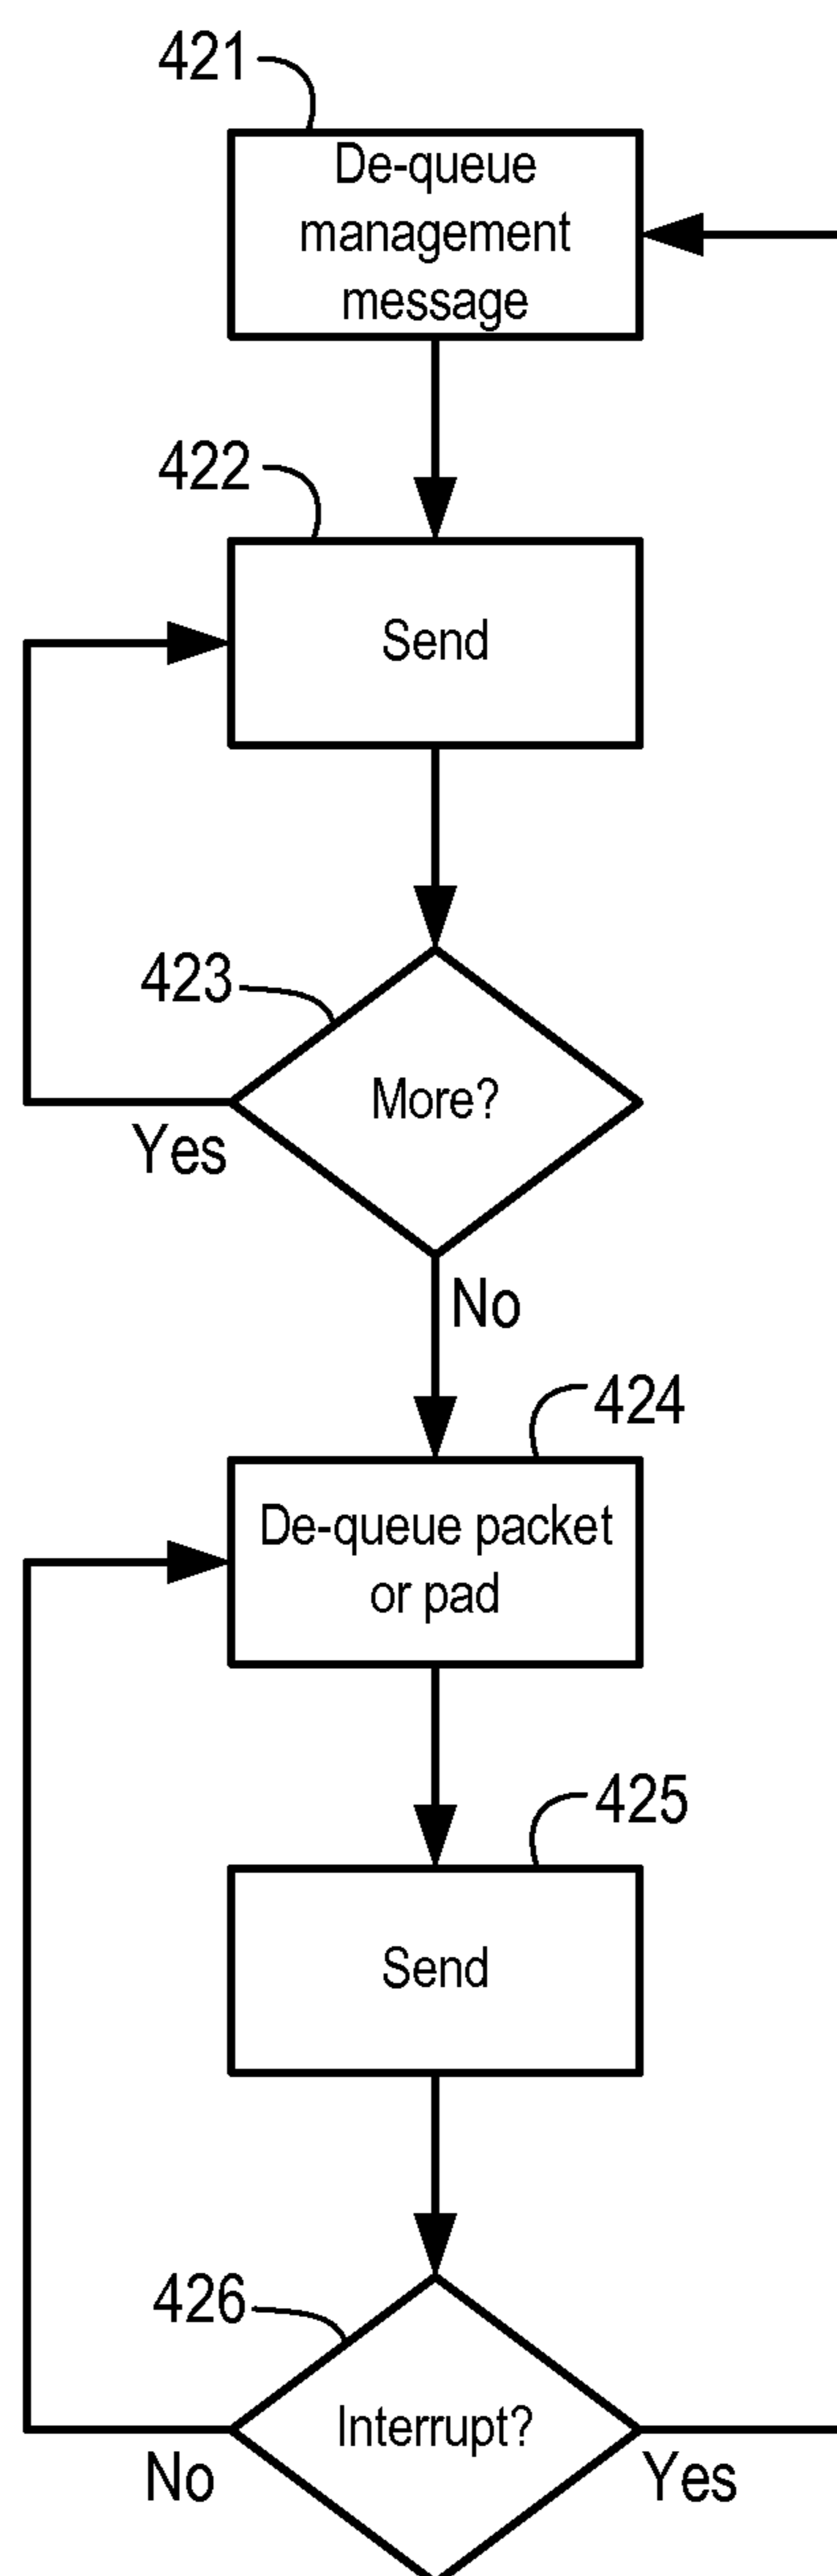 421
De-queue
management
message
422
Send
423
More?
Yes
No
424
De-queue packet
or pad
425
Send
426
Interrupt?
No
Yes